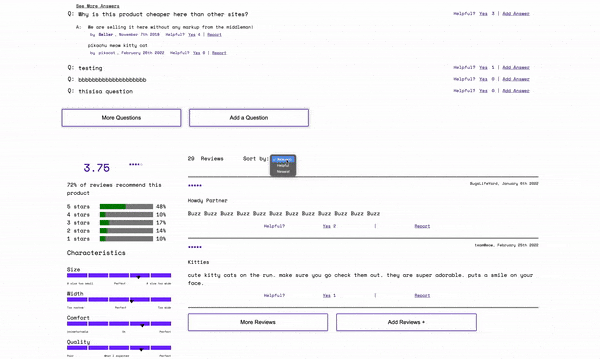 See More Answers
Q: Why is this product cheaper here than other sites? Helpful? Yes 3 | Add Answer
A: We are selling it here without any markup from the middleman!
by Seller, November 7th 2018 Helpful? Yes 4 | Report
pikachu meow kitty cat
by pikacat, February 25th 2022 Helpful? Yes 0 | Report
Q: testing Helpful? Yes 1 | Add Answer
Q: bbbbbbbbbbbbbbbbbbbb Helpful? Yes 0 | Add Answer
Q: thisisa question Helpful? Yes 0 | Add Answer
More Questions
Add a Question
3.75
72% of reviews recommend this
product
5 stars 48%
4 stars 10%
3 stars 17%
2 stars 14%
1 stars 10%
Characteristics
Size
A size too small Perfect A size too wide
Width
Too narrow Perfect Too wide
Comfort
Uncomfortable Ok Perfect
Quality
Poor What I expected Perfect
29 Reviews Sort by:
Helpful
Newest
BugsLifeYard, January 6th 2022
Howdy Partner
Buzz Buzz Buzz Buzz Buzz Buzz Buzz Buzz Buzz Buzz Buzz Buzz
Helpful? Yes 2 | Report
teamMeow, February 25th 2022
Kitties
cute kitty cats on the run. make sure you go check them out. they are super adorable. puts a smile on your
face.
Helpful? Yes 1 | Report
More Reviews
Add Reviews +